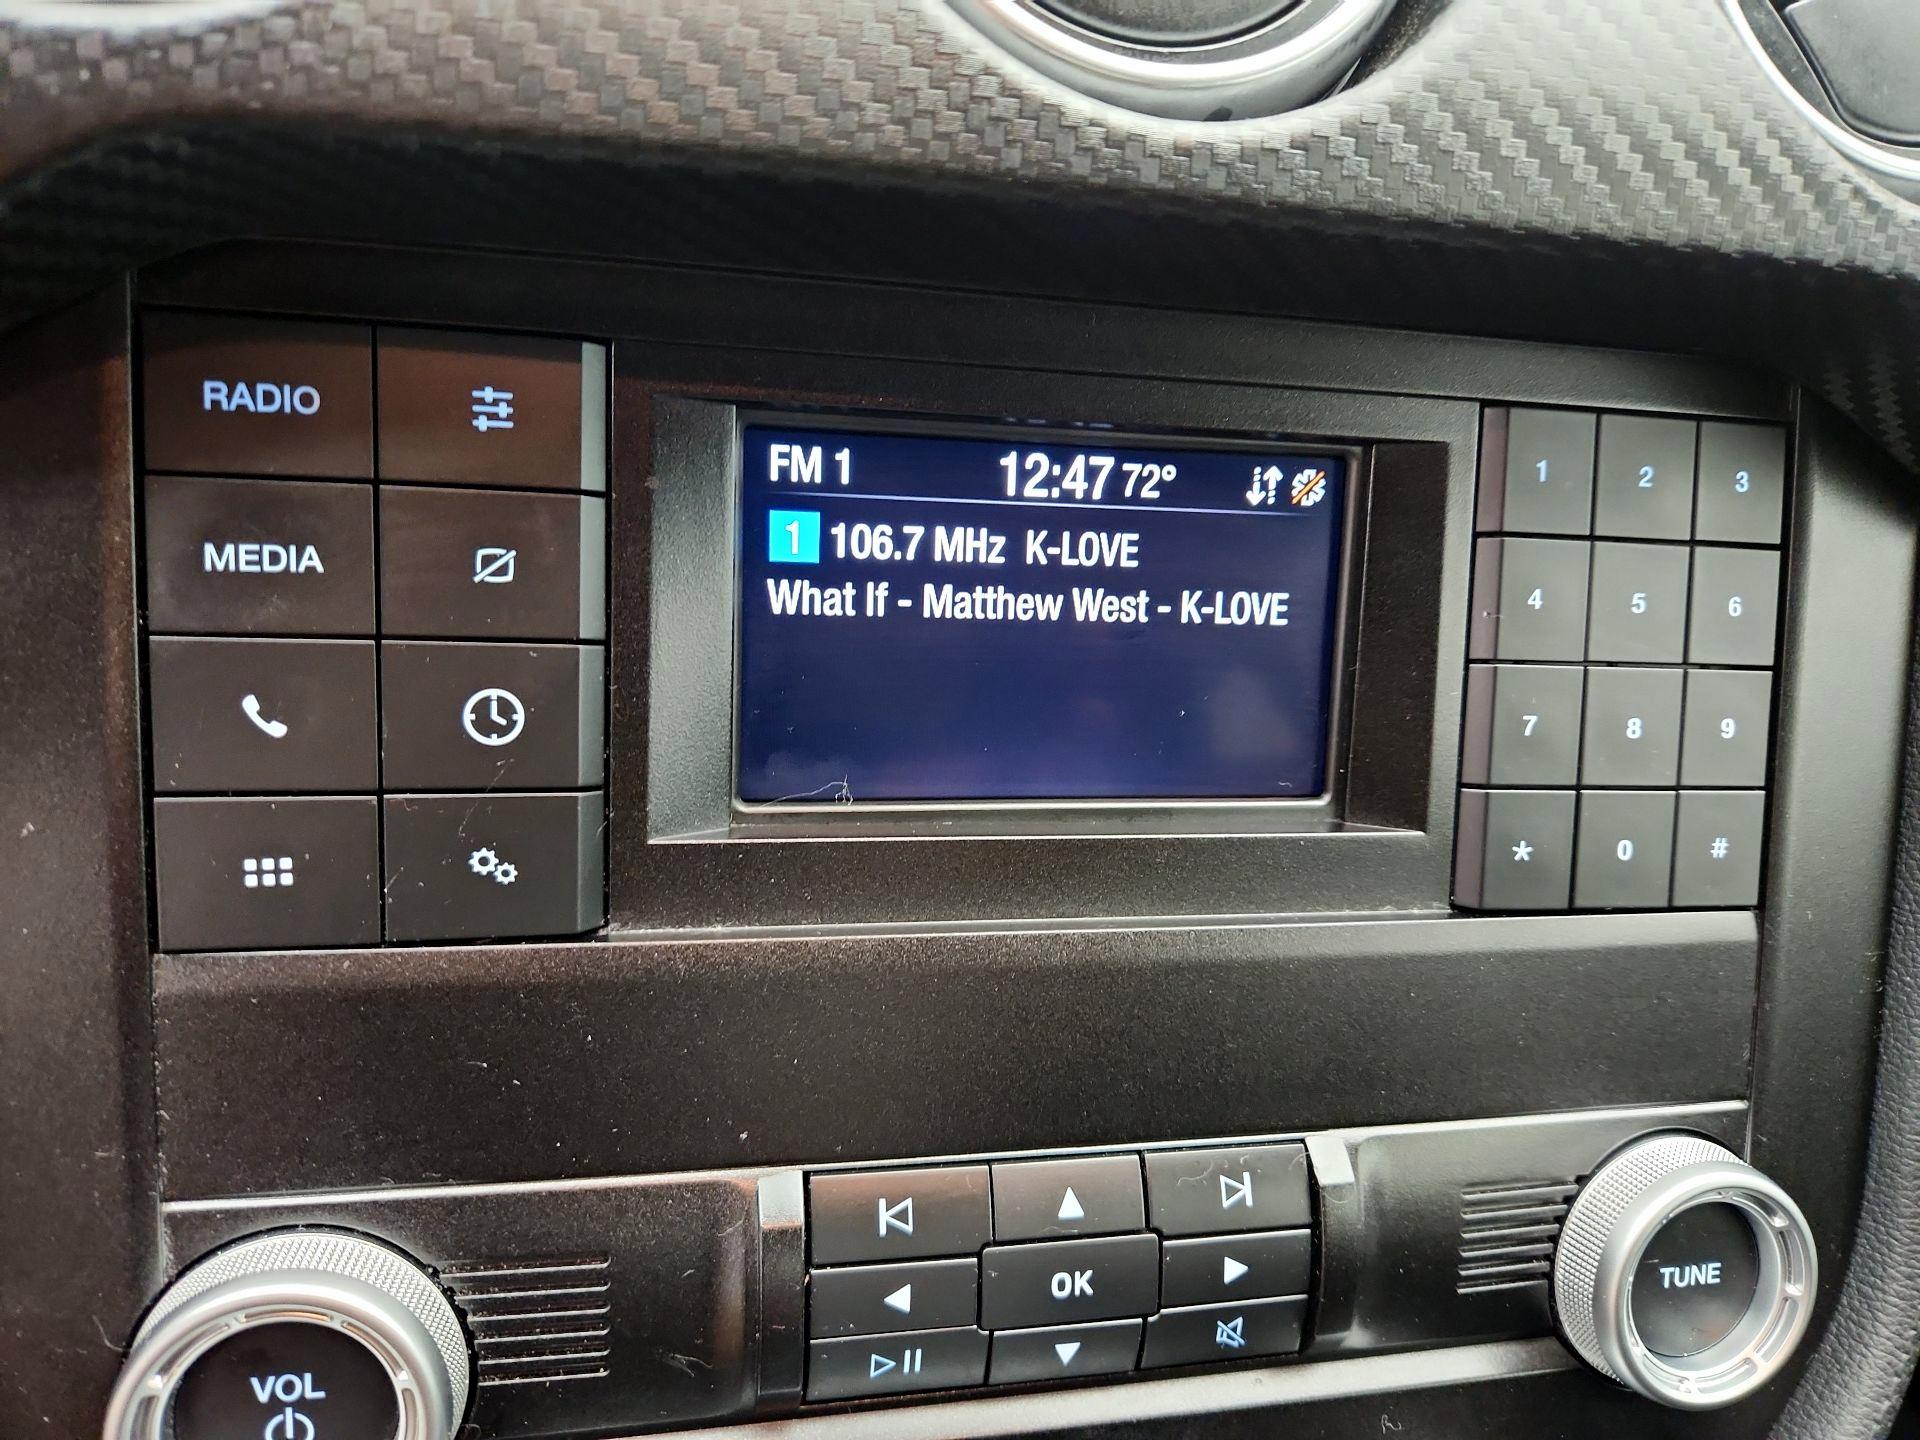 RADIO
MEDIA
FM 1 12:47 72°
1 106.7 MHz K-LOVE
What If - Matthew West - K-LOVE
1 2 3
4 5 6
7 8 9
* 0 #
OK
VOL
TUNE